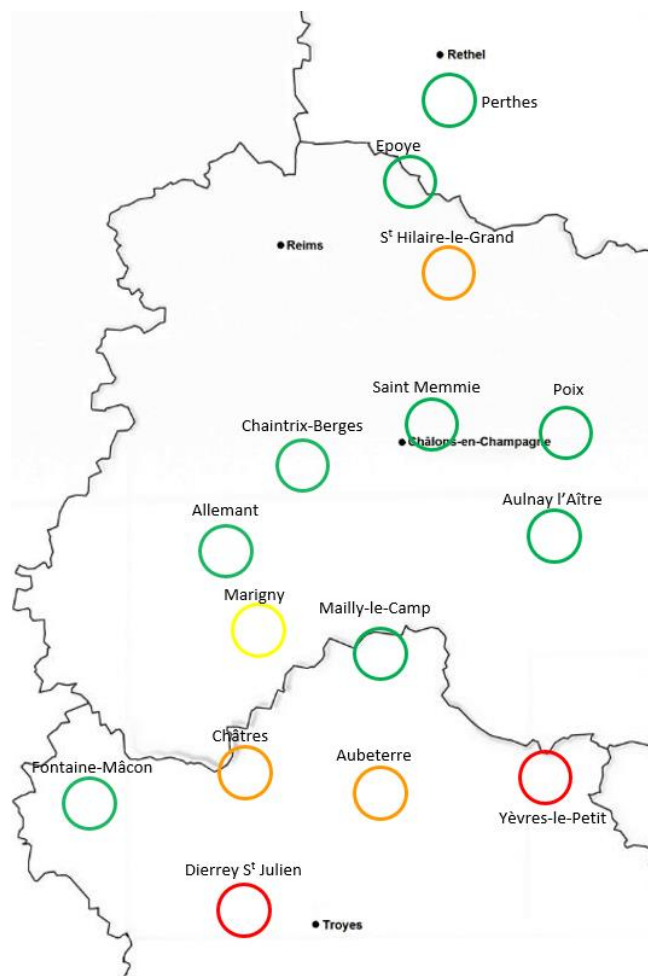 Rethel
Perthes
Epoye
Sᵗ Hilaire-le-Grand
Reims
Saint Memmie
Poix
Chaintrix-Berges
Châlons-en-Champagne
Aulnay l’Aître
Allemant
Marigny
Mailly-le-Camp
Châtres
Aubeterre
Fontaine-Mâcon
Yèvres-le-Petit
Dierrey Sᵗ Julien
Troyes